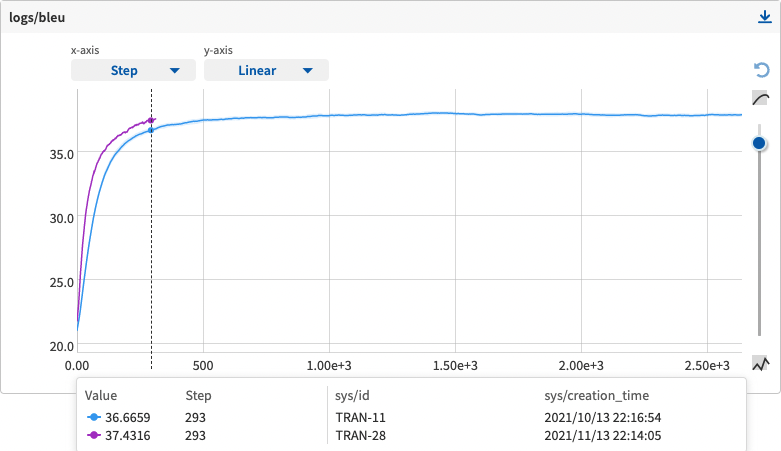 logs/bleu
x-axis y-axis
Step Linear
35.0
30.0
25.0
20.0
0.00 500 1.00e+3 1.50e+3 2.00e+3 2.50e+3
Value Step sys/id sys/creation_time
36.6659 293 TRAN-11 2021/10/13 22:16:54
37.4316 293 TRAN-28 2021/11/13 22:14:05